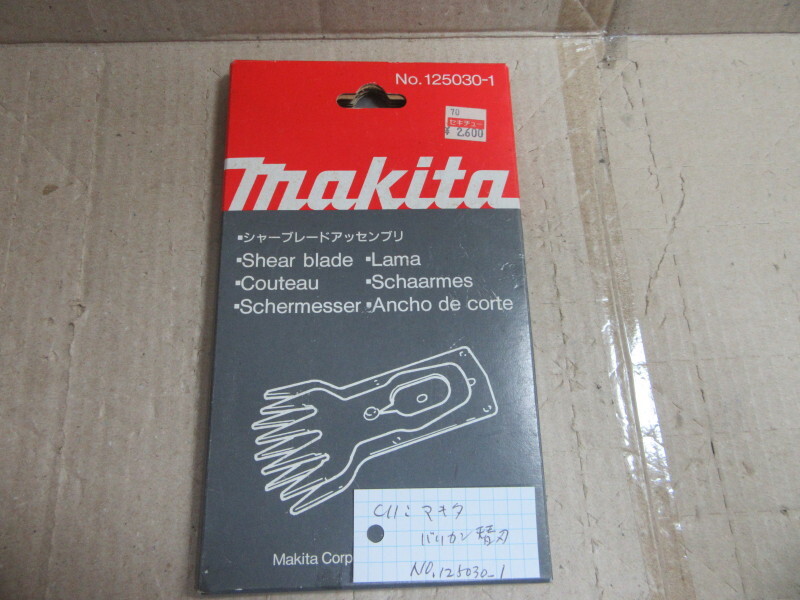 No. 125030-1
70
セキチュー
¥2,600
makita
▪シャーブレードアッセンブリ
▪Shear blade ▪Lama
▪Couteau ▪Schaarmes
▪Schermesser ▪Ancho de corte
C11ミ マキタ
バリカン 替刃
NO.125030-1
Makita Corp